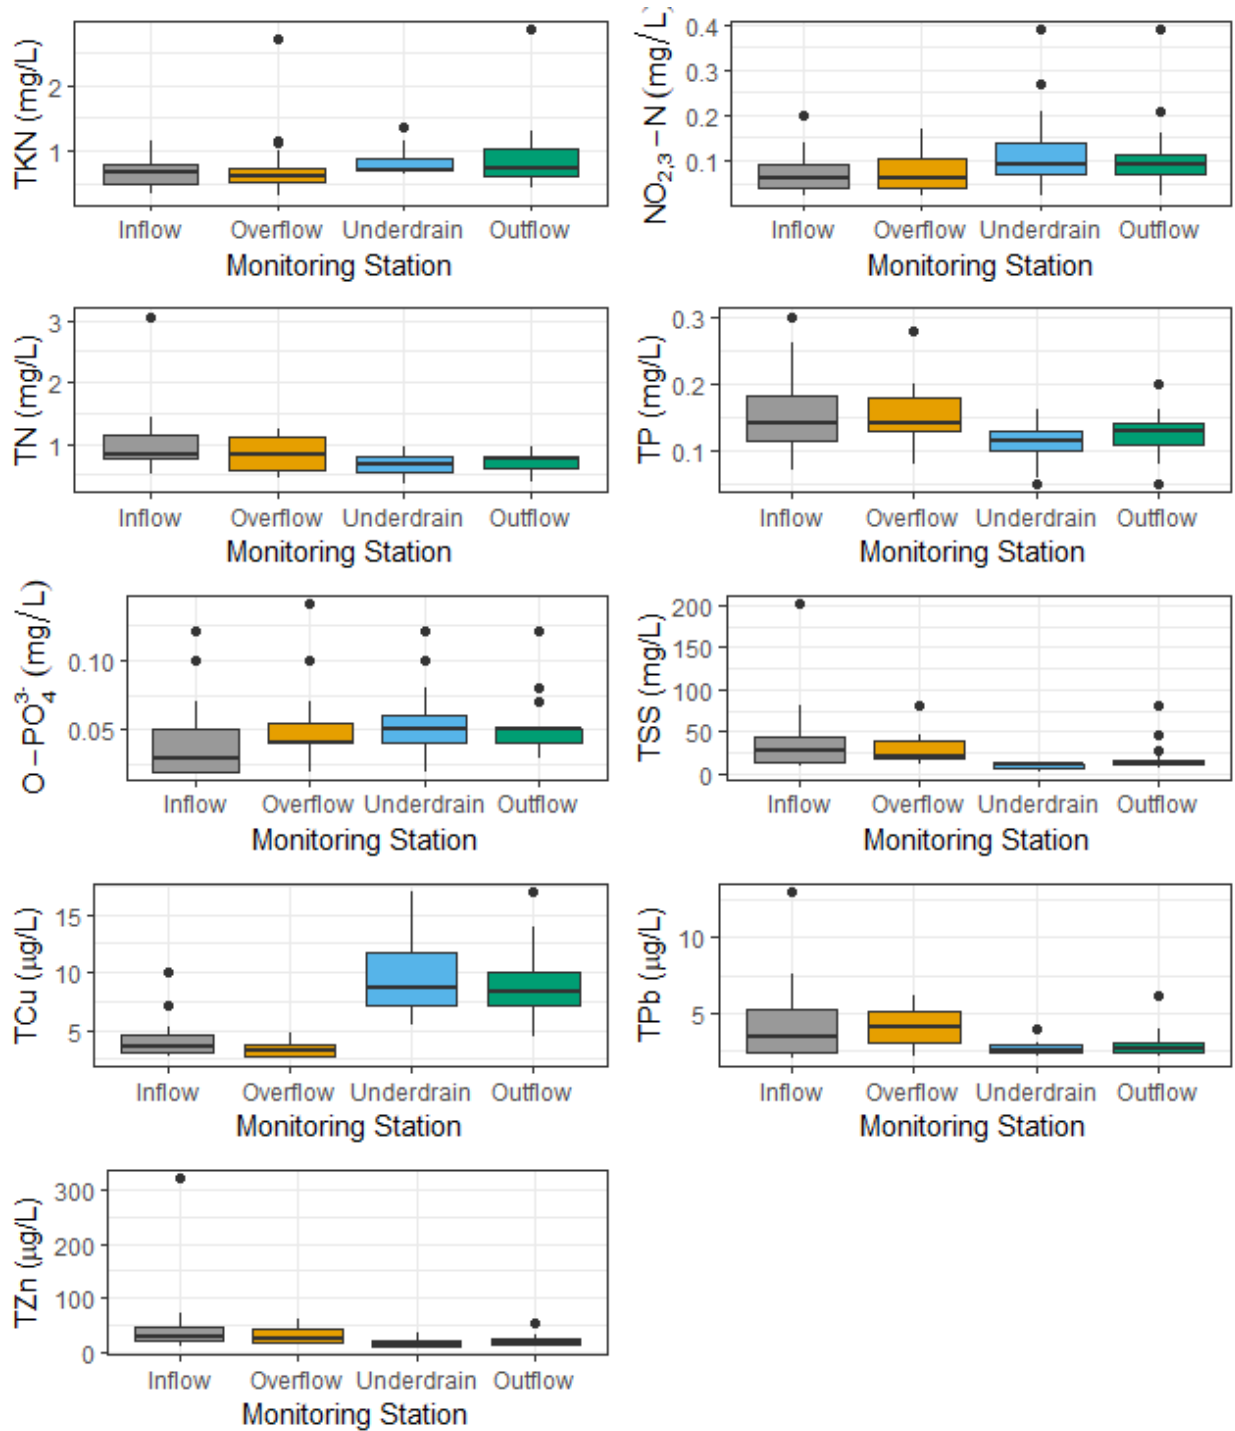 TKN (mg/L)
2
1
Inflow Overflow Underdrain Outflow
Monitoring Station
NO2,3−N (mg/L)
0.4
0.3
0.2
0.1
Inflow Overflow Underdrain Outflow
Monitoring Station
TN (mg/L)
3
2
1
Inflow Overflow Underdrain Outflow
Monitoring Station
TP (mg/L)
0.3
0.2
0.1
Inflow Overflow Underdrain Outflow
Monitoring Station
O−PO4 3- (mg/L)
0.10
0.05
Inflow Overflow Underdrain Outflow
Monitoring Station
TSS (mg/L)
200
150
100
50
0
Inflow Overflow Underdrain Outflow
Monitoring Station
TCu (µg/L)
15
10
5
Inflow Overflow Underdrain Outflow
Monitoring Station
TPb (µg/L)
10
5
Inflow Overflow Underdrain Outflow
Monitoring Station
TZn (µg/L)
300
200
100
0
Inflow Overflow Underdrain Outflow
Monitoring Station